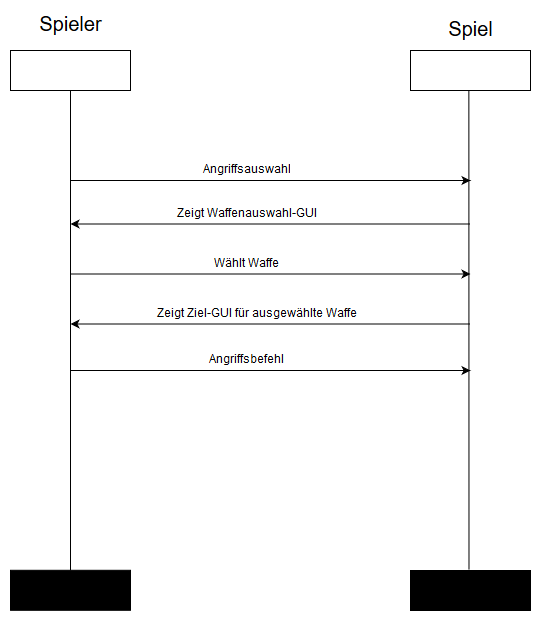 Spieler
Spiel
Angriffsauswahl
Zeigt Waffenauswahl-GUI
Wählt Waffe
Zeigt Ziel-GUI für ausgewählte Waffe
Angriffsbefehl